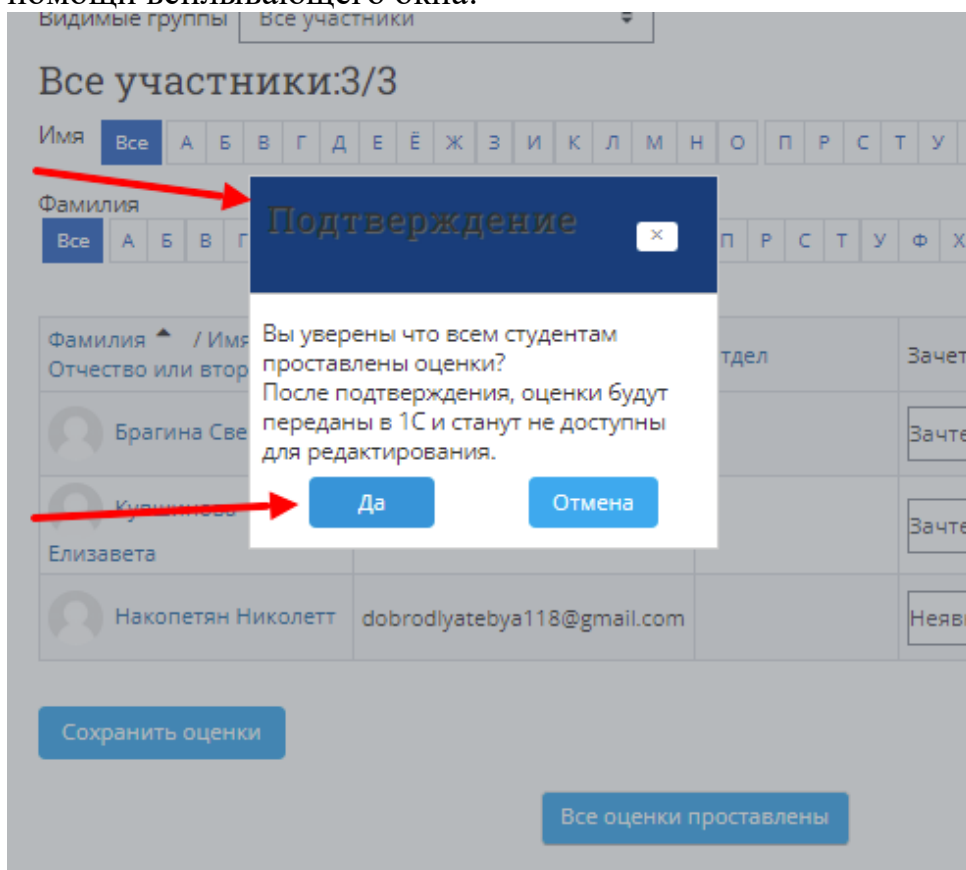 Видимые группы Все участники
Все участники:3/3
Имя Все А Б В Г Д Е Ё Ж З И К Л М Н О П Р С Т У
Фамилия
Все А Б В Г П Р С Т У Ф Х
Подтверждение ×
Вы уверены что всем студентам
проставлены оценки?
После подтверждения, оценки будут
переданы в 1С и станут не доступны
для редактирования.
Да Отмена
Фамилия / Имя
Отчество или втор
тдел
Зачет
Брагина Све
Зачте
Елизавета
Зачте
Накопетян Николетт dobrodlyatebya118@gmail.com Неяв
Сохранить оценки
Все оценки проставлены